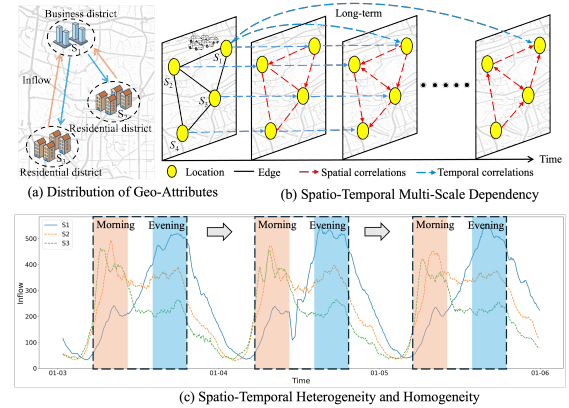 Business district
S1
Inflow
S2
Residential district
S3
Residential district
(a) Distribution of Geo-Attributes
Long-term
S1
S2
S3
S4
Time
Location
Edge
Spatial correlations
Temporal correlations
(b) Spatio-Temporal Multi-Scale Dependency
S1
S2
S3
Morning
Evening
Morning
Evening
Morning
Evening
Inflow
500
400
300
200
100
0
01-03
01-04
01-05
01-06
Time
(c) Spatio-Temporal Heterogeneity and Homogeneity